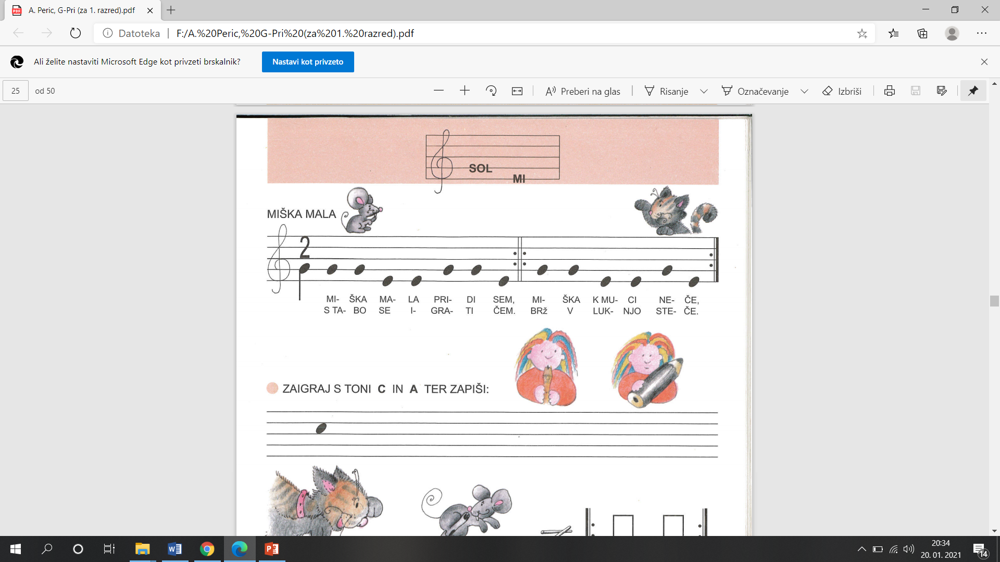 A. Peric, G-Pri (za 1. razred).pdf
Datoteka F:/A.%20Peric,%20G-Pri%20(za%201.%20razred).pdf
Ali želite nastaviti Microsoft Edge kot privzeti brskalnik? Nastavi kot privzeto
25 od 50 Preberi na glas Risanje Označevanje Izbriši
SOL
MI
MIŠKA MALA
2
MI- ŠKA MA- LA PRI- DI SEM, MI- ŠKA K MU- CI NE- ČE,
S TA- BO SE I- GRA- TI ČEM. BRž V LUK- NJO STE- ČE.
ZAIGRAJ S TONI C IN A TER ZAPIŠI:
20:34
20. 01. 2021
14